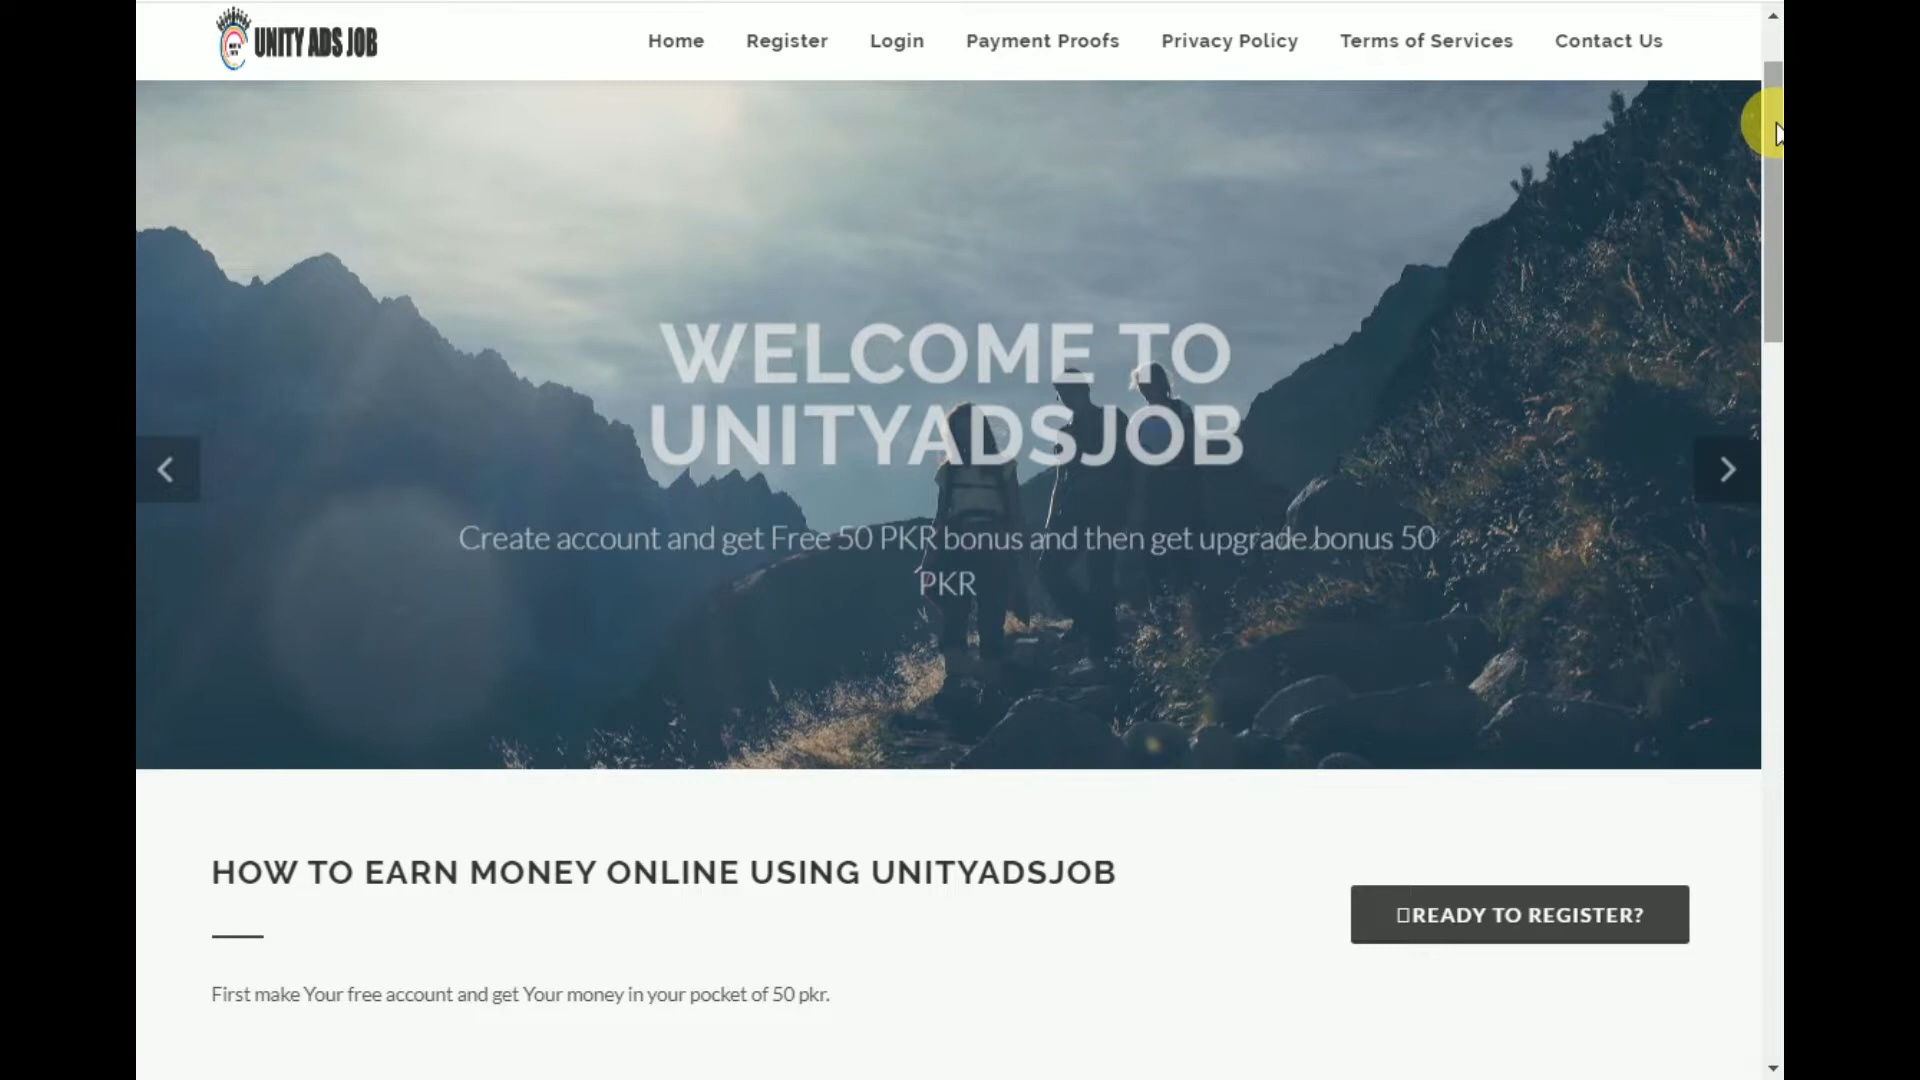 UNITY ADS JOB
Home Register Login Payment Proofs Privacy Policy Terms of Services Contact Us
WELCOME TO
UNITYADSJOB
Create account and get Free 50 PKR bonus and then get upgrade bonus 50
PKR
HOW TO EARN MONEY ONLINE USING UNITYADSJOB
READY TO REGISTER?
First make Your free account and get Your money in your pocket of 50 pkr.